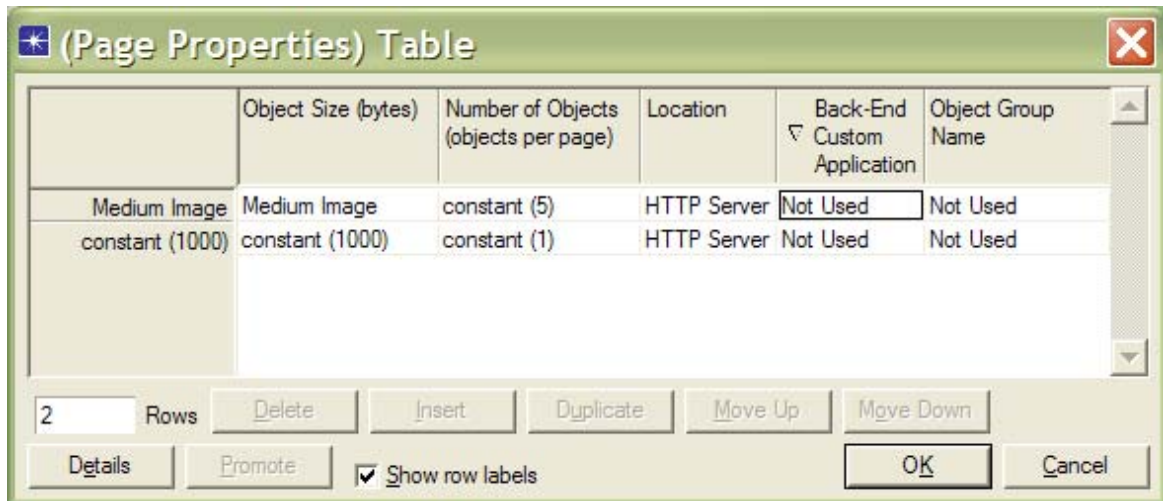 (Page Properties) Table
Object Size (bytes) Number of Objects Location Back-End Object Group
(objects per page) Custom Name
Application
Medium Image Medium Image constant (5) HTTP Server Not Used Not Used
constant (1000) constant (1000) constant (1) HTTP Server Not Used Not Used
2 Rows Delete Insert Duplicate Move Up Move Down
Details Promote Show row labels OK Cancel